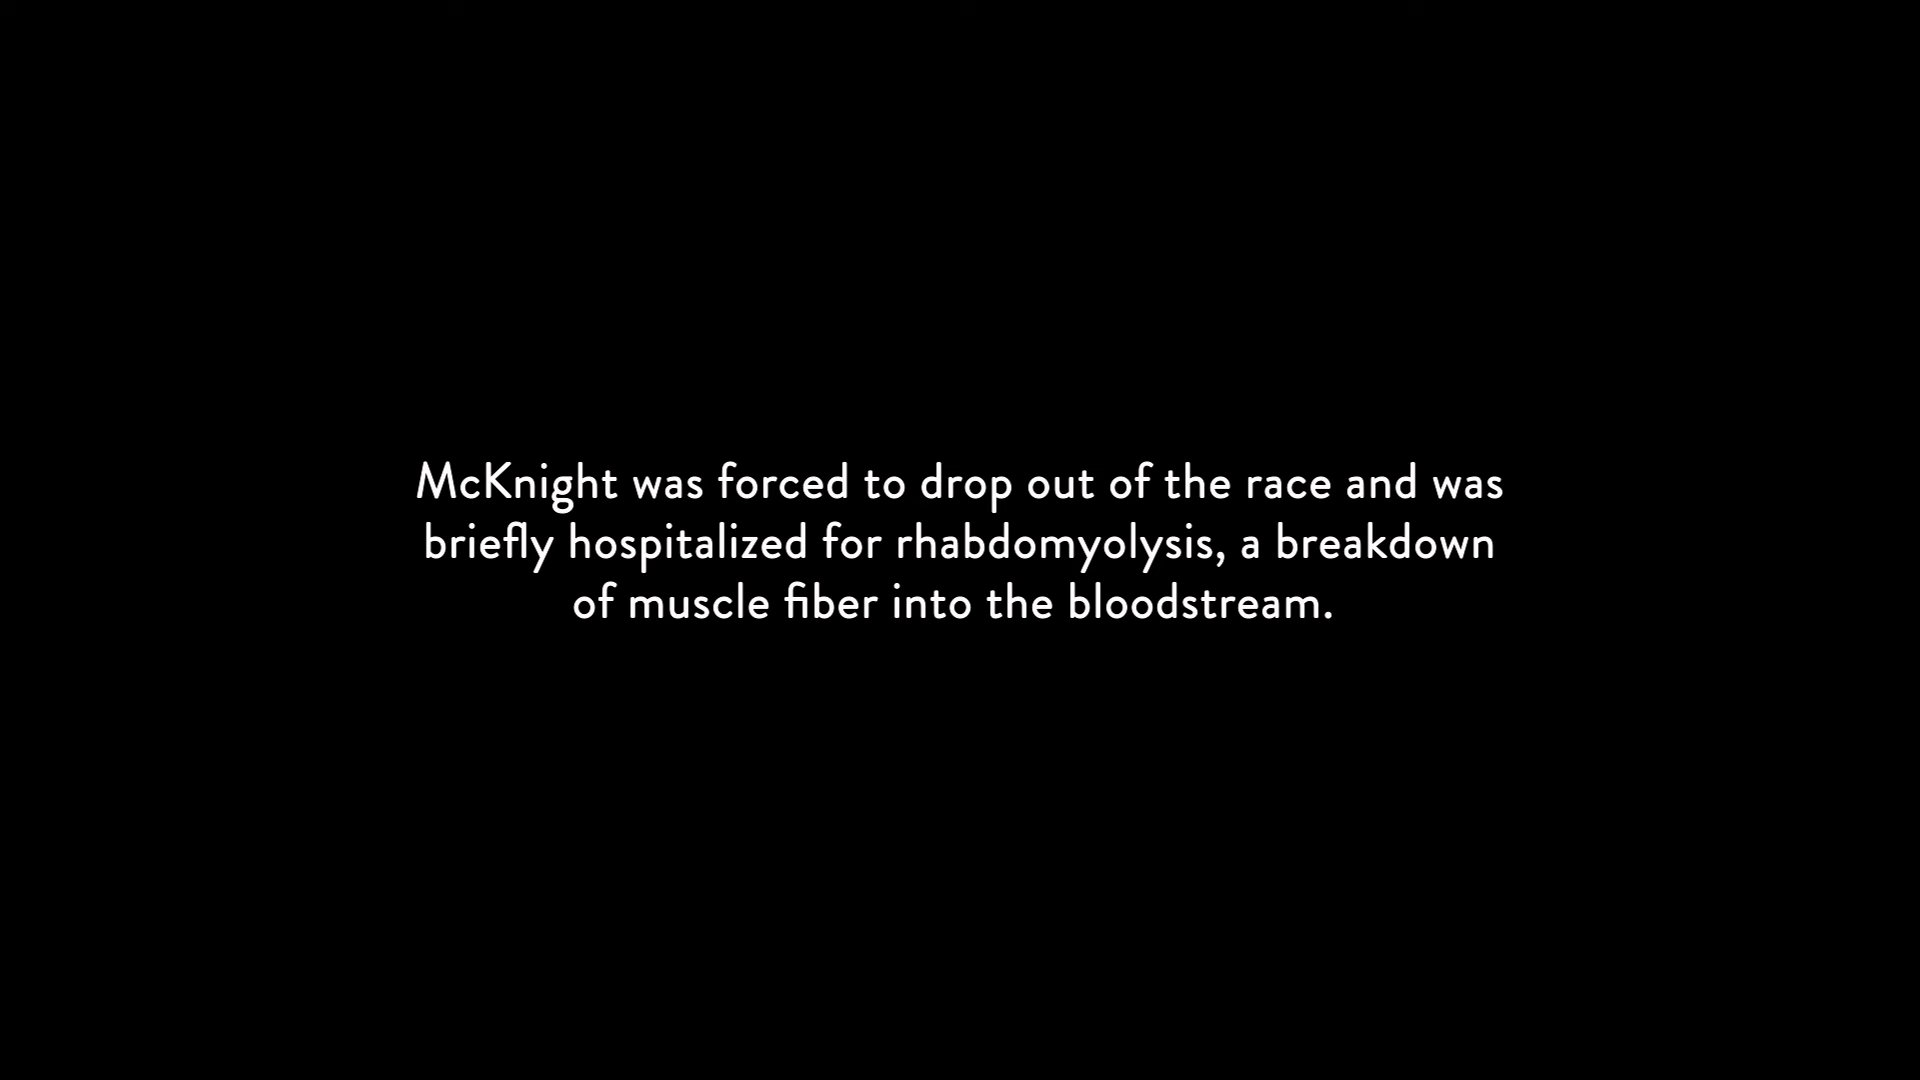 McKnight was forced to drop out of the race and was
briefly hospitalized for rhabdomyolysis, a breakdown
of muscle fiber into the bloodstream.